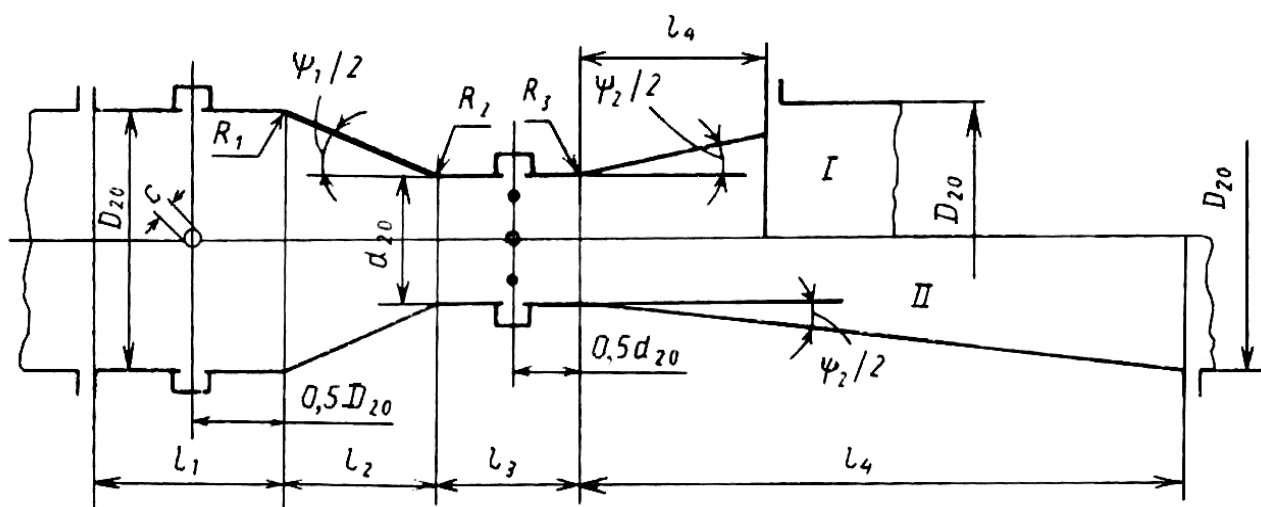 l₄
ψ₁/2
R₂
R₃
ψ₂/2
R₁
I
D₂₀
c
d₂₀
D₂₀
D₂₀
II
0,5d₂₀
ψ₂/2
0,5D₂₀
l₁
l₂
l₃
l₄